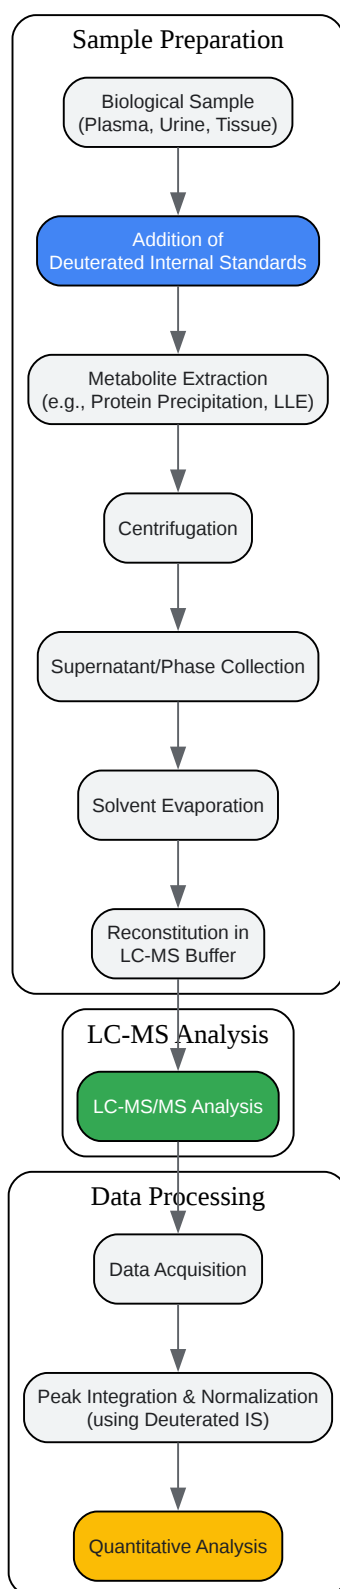 Sample Preparation
Biological Sample
(Plasma, Urine, Tissue)
Addition of
Deuterated Internal Standards
Metabolite Extraction
(e.g., Protein Precipitation, LLE)
Centrifugation
Supernatant/Phase Collection
Solvent Evaporation
Reconstitution in
LC-MS Buffer
LC-MS Analysis
LC-MS/MS Analysis
Data Processing
Data Acquisition
Peak Integration & Normalization
(using Deuterated IS)
Quantitative Analysis